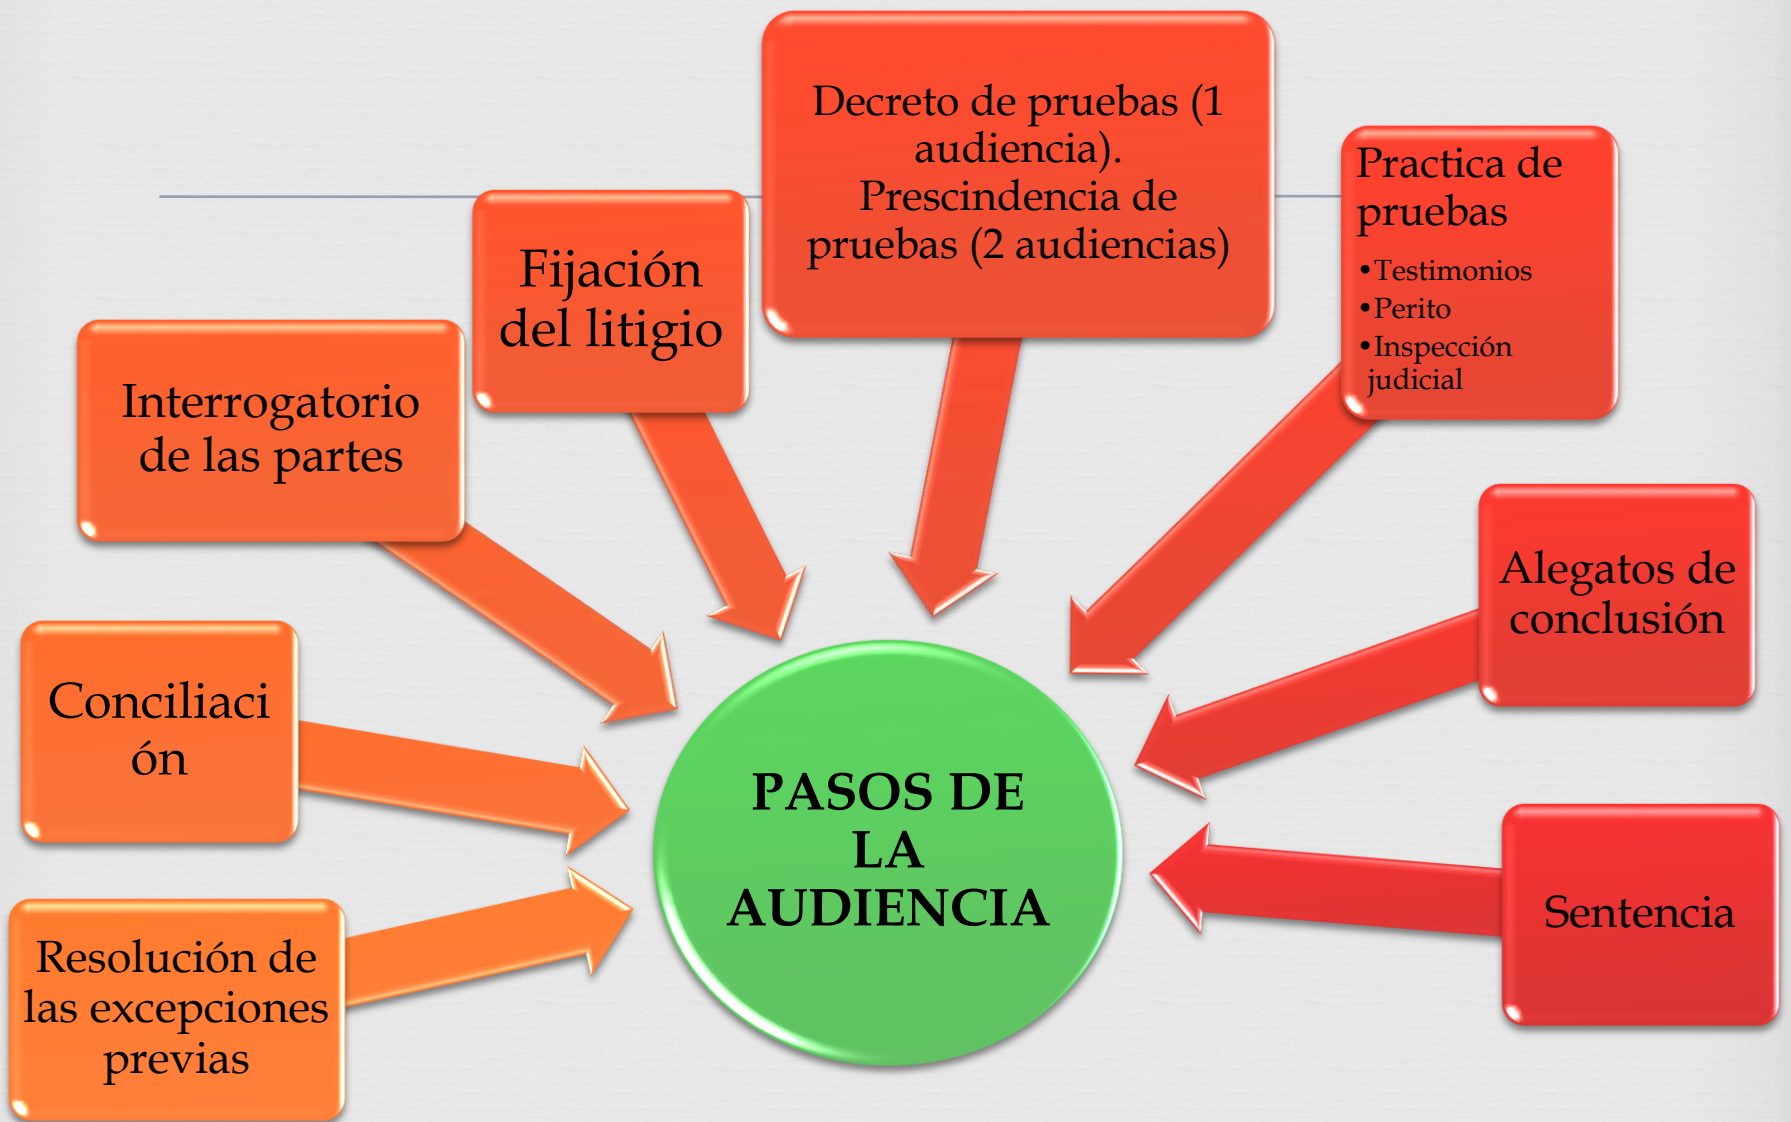 Decreto de pruebas (1
audiencia).
Prescindencia de
pruebas (2 audiencias)
Practica de
pruebas
•Testimonios
•Perito
•Inspección
judicial
Fijación
del litigio
Interrogatorio
de las partes
Alegatos de
conclusión
Conciliaci
ón
PASOS DE
LA
AUDIENCIA
Sentencia
Resolución de
las excepciones
previas